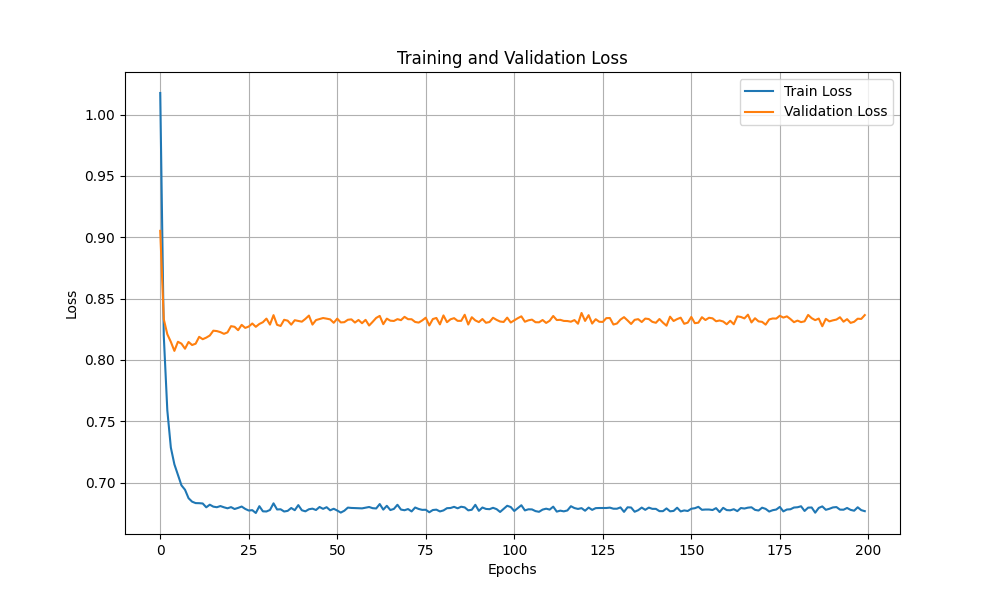 Training and Validation Loss
Train Loss
Validation Loss
1.00
0.95
0.90
0.85
0.80
0.75
0.70
Loss
0 25 50 75 100 125 150 175 200
Epochs